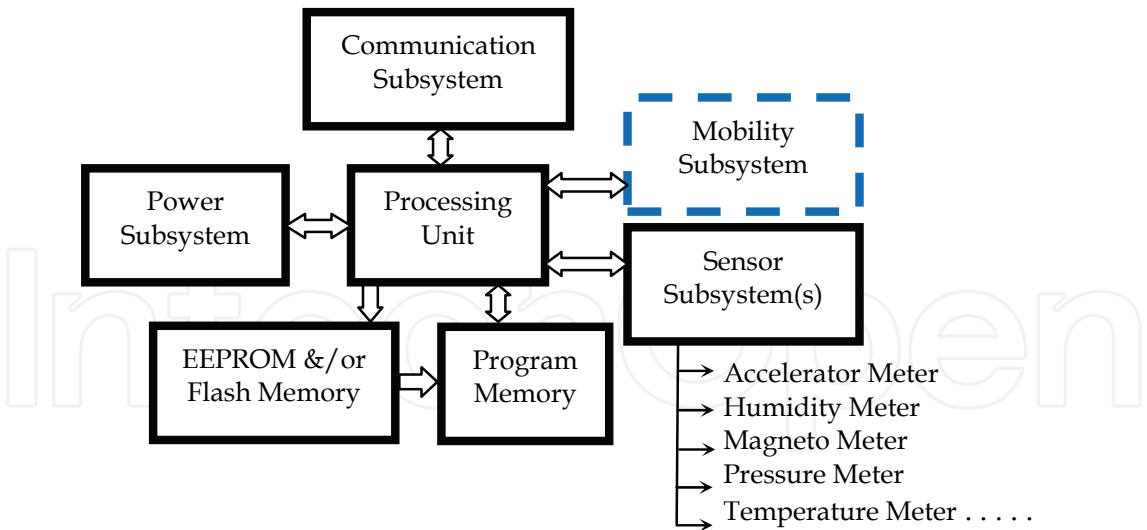 Communication
Subsystem
Mobility
Subsystem
Power
Subsystem
Processing
Unit
Sensor
Subsystem(s)
EEPROM &/or
Flash Memory
Program
Memory
Accelerator Meter
Humidity Meter
Magneto Meter
Pressure Meter
Temperature Meter . . . . .
IntechOpen